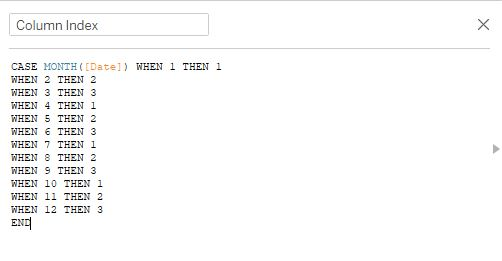 Column Index
CASE MONTH([Date]) WHEN 1 THEN 1
WHEN 2 THEN 2
WHEN 3 THEN 3
WHEN 4 THEN 1
WHEN 5 THEN 2
WHEN 6 THEN 3
WHEN 7 THEN 1
WHEN 8 THEN 2
WHEN 9 THEN 3
WHEN 10 THEN 1
WHEN 11 THEN 2
WHEN 12 THEN 3
END